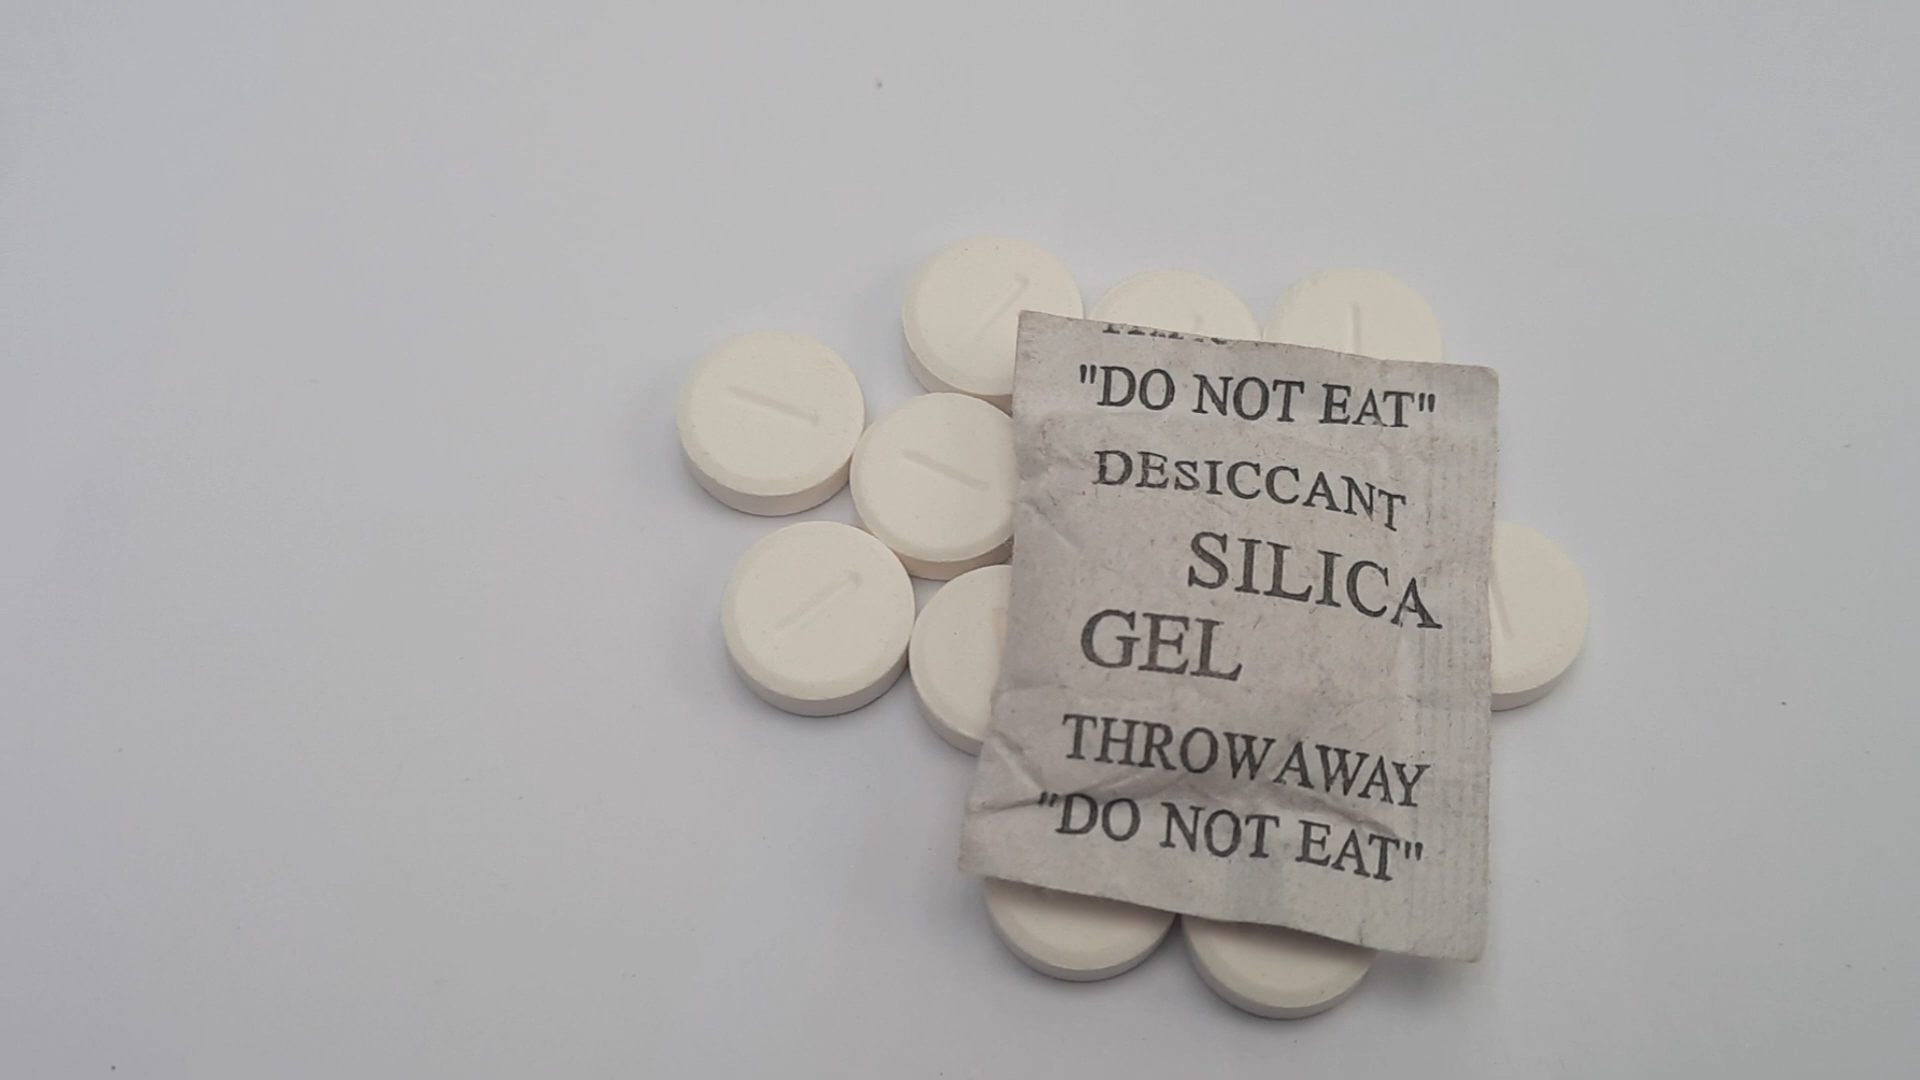 "DO NOT EAT"
DESICCANT
SILICA
GEL
THROWAWAY
"DO NOT EAT"